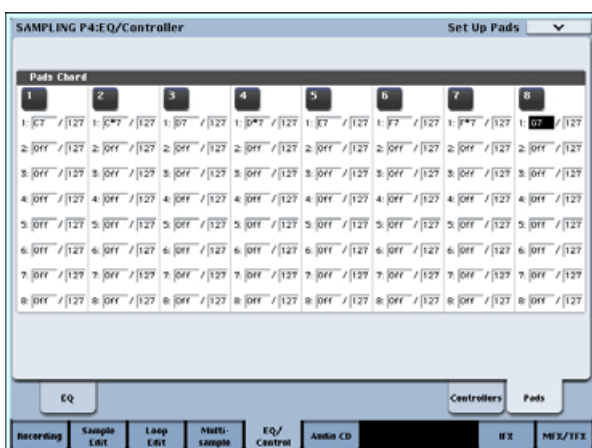 SAMPLING P4:EQ/Controller Set Up Pads
Pads Chord
1 2 3 4 5 6 7 8
1: C7 / 127 1: C#7 / 127 1: D7 / 127 1: D#7 / 127 1: E7 / 127 1: F7 / 127 1: F#7 / 127 1: G7 / 127
2: Off / 127 2: Off / 127 2: Off / 127 2: Off / 127 2: Off / 127 2: Off / 127 2: Off / 127 2: Off / 127
3: Off / 127 3: Off / 127 3: Off / 127 3: Off / 127 3: Off / 127 3: Off / 127 3: Off / 127 3: Off / 127
4: Off / 127 4: Off / 127 4: Off / 127 4: Off / 127 4: Off / 127 4: Off / 127 4: Off / 127 4: Off / 127
5: Off / 127 5: Off / 127 5: Off / 127 5: Off / 127 5: Off / 127 5: Off / 127 5: Off / 127 5: Off / 127
6: Off / 127 6: Off / 127 6: Off / 127 6: Off / 127 6: Off / 127 6: Off / 127 6: Off / 127 6: Off / 127
7: Off / 127 7: Off / 127 7: Off / 127 7: Off / 127 7: Off / 127 7: Off / 127 7: Off / 127 7: Off / 127
8: Off / 127 8: Off / 127 8: Off / 127 8: Off / 127 8: Off / 127 8: Off / 127 8: Off / 127 8: Off / 127
EQ Controllers Pads
Recording Sample Edit Loop Edit Multi-sample EQ/Control Audio CD IFX MFX/TFX